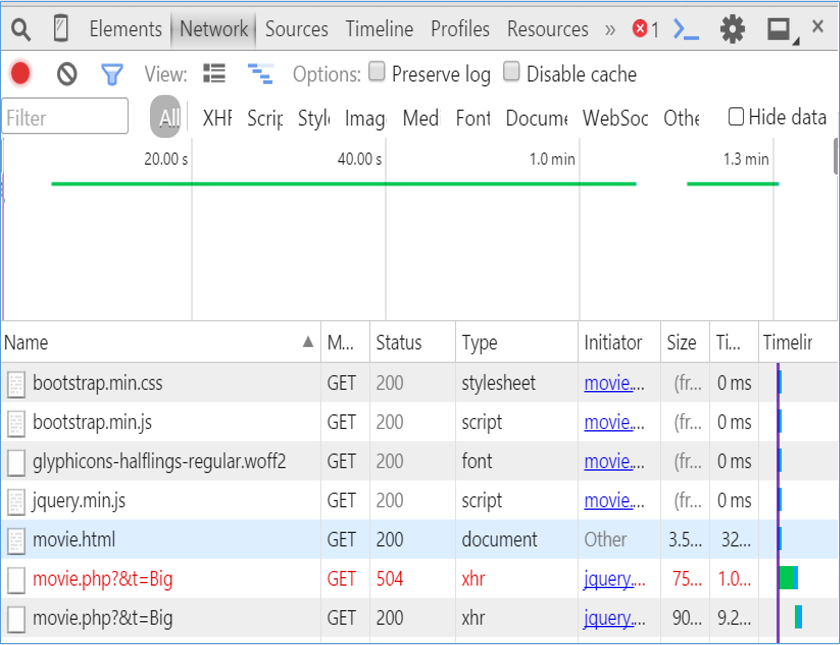 Elements Network Sources Timeline Profiles Resources » 1 >_ ×
View: Options: Preserve log Disable cache
Filter All XHF Scrip Style Imag Med Font Docume WebSoc Othe Hide data
20.00 s 40.00 s 1.0 min 1.3 min
Name ▲ M... Status Type Initiator Size Ti... Timelin
bootstrap.min.css GET 200 stylesheet movie.... (fr... 0 ms
bootstrap.min.js GET 200 script movie.... (fr... 0 ms
glyphicons-halflings-regular.woff2 GET 200 font movie.... (fr... 0 ms
jquery.min.js GET 200 script movie.... (fr... 0 ms
movie.html GET 200 document Other 3.5... 32...
movie.php?&t=Big GET 504 xhr jquery.... 75... 1.0...
movie.php?&t=Big GET 200 xhr jquery.... 90... 9.2...